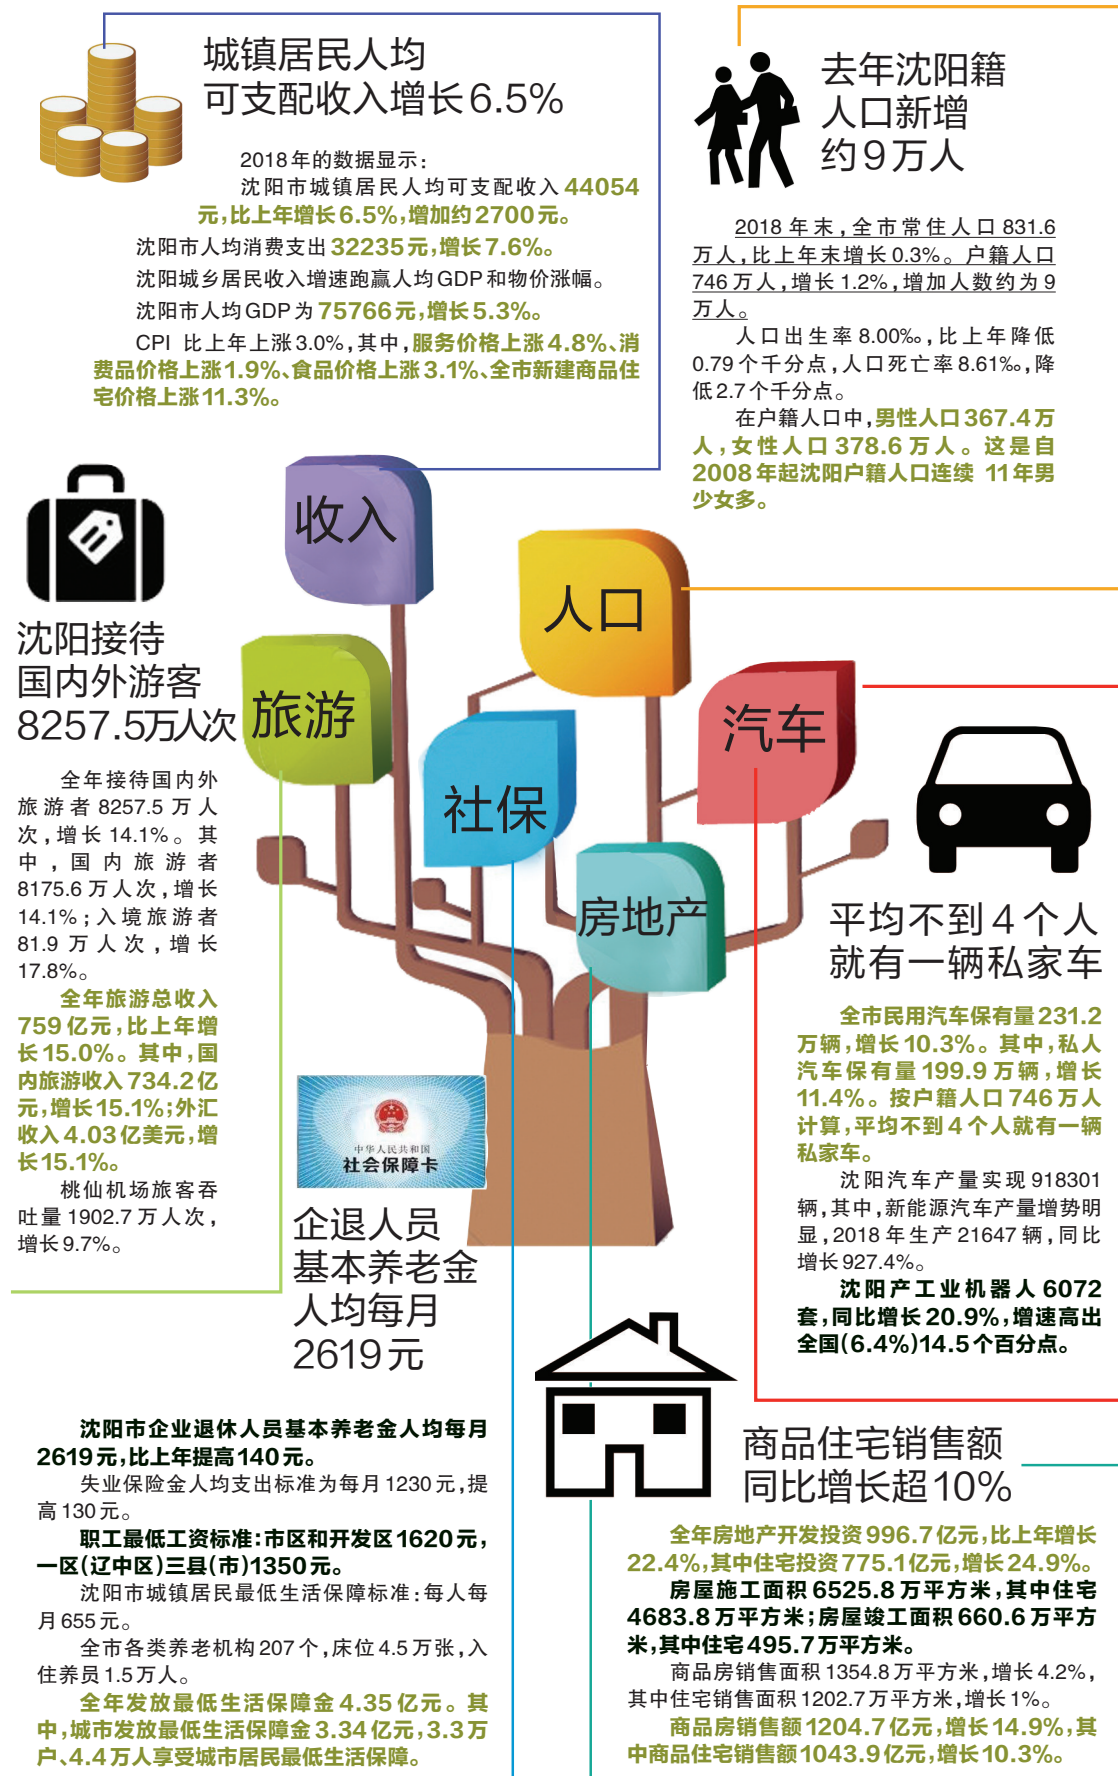 城镇居民人均
可支配收入增长6.5%
2018年的数据显示：
沈阳市城镇居民人均可支配收入44054
元，比上年增长6.5%，增加约2700元。
沈阳市人均消费支出32235元，增长7.6%。
沈阳城乡居民收入增速跑赢人均GDP和物价涨幅。
沈阳市人均GDP为75766元，增长5.3%。
CPI 比上年上涨3.0%，其中，服务价格上涨4.8%、消
费品价格上涨1.9%、食品价格上涨3.1%、全市新建商品住
宅价格上涨11.3%。
去年沈阳籍
人口新增
约9万人
2018年末，全市常住人口831.6
万人，比上年末增长0.3%。户籍人口
746万人，增长1.2%，增加人数约为9
万人。
人口出生率8.00‰，比上年降低
0.79个千分点，人口死亡率8.61‰，降
低2.7个千分点。
在户籍人口中，男性人口367.4万
人，女性人口378.6万人。这是自
2008年起沈阳户籍人口连续 11年男
少女多。
收入
人口
旅游
汽车
社保
房地产
沈阳接待
国内外游客
8257.5万人次
全年接待国内外
旅游者8257.5万人
次，增长14.1%。其
中，国内旅游者
8175.6万人次，增长
14.1%；入境旅游者
81.9万人次，增长
17.8%。
全年旅游总收入
759亿元，比上年增
长15.0%。其中，国
内旅游收入734.2亿
元，增长15.1%；外汇
收入4.03亿美元，增
长15.1%。
桃仙机场旅客吞
吐量1902.7万人次，
增长9.7%。
平均不到4个人
就有一辆私家车
全市民用汽车保有量231.2
万辆，增长10.3%。其中，私人
汽车保有量199.9万辆，增长
11.4%。按户籍人口746万人
计算，平均不到4个人就有一辆
私家车。
沈阳汽车产量实现918301
辆，其中，新能源汽车产量增势明
显，2018年生产21647辆，同比
增长927.4%。
沈阳产工业机器人6072
套，同比增长20.9%，增速高出
全国(6.4%)14.5个百分点。
中华人民共和国
社会保障卡
企退人员
基本养老金
人均每月
2619元
沈阳市企业退休人员基本养老金人均每月
2619元，比上年提高140元。
失业保险金人均支出标准为每月1230元，提
高130元。
职工最低工资标准：市区和开发区1620元，
一区(辽中区)三县(市)1350元。
沈阳市城镇居民最低生活保障标准：每人每
月655元。
全市各类养老机构207个，床位4.5万张，入
住养员1.5万人。
全年发放最低生活保障金4.35亿元。其
中，城市发放最低生活保障金3.34亿元，3.3万
户、4.4万人享受城市居民最低生活保障。
商品住宅销售额
同比增长超10%
全年房地产开发投资996.7亿元，比上年增长
22.4%，其中住宅投资775.1亿元，增长24.9%。
房屋施工面积6525.8万平方米，其中住宅
4683.8万平方米；房屋竣工面积660.6万平方
米，其中住宅495.7万平方米。
商品房销售面积1354.8万平方米，增长4.2%，
其中住宅销售面积1202.7万平方米，增长1%。
商品房销售额1204.7亿元，增长14.9%，其
中商品住宅销售额1043.9亿元，增长10.3%。